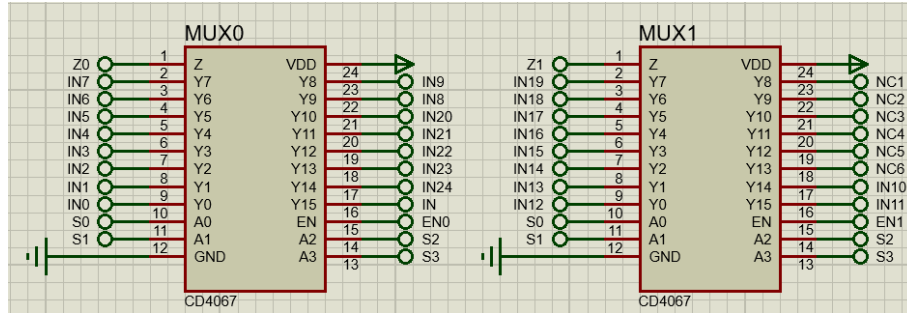 MUX0 MUX1
Z0 1 Z VDD 24 Z1 1 Z VDD 24
IN7 2 Y7 Y8 23 IN9 IN19 2 Y7 Y8 23 NC1
IN6 3 Y6 Y9 22 IN8 IN18 3 Y6 Y9 22 NC2
IN5 4 Y5 Y10 21 IN20 IN17 4 Y5 Y10 21 NC3
IN4 5 Y4 Y11 20 IN21 IN16 5 Y4 Y11 20 NC4
IN3 6 Y3 Y12 19 IN22 IN15 6 Y3 Y12 19 NC5
IN2 7 Y2 Y13 18 IN23 IN14 7 Y2 Y13 18 NC6
IN1 8 Y1 Y14 17 IN24 IN13 8 Y1 Y14 17 IN10
IN0 9 Y0 Y15 16 IN IN12 9 Y0 Y15 16 IN11
S0 10 A0 EN 15 EN0 S0 10 A0 EN 15 EN1
S1 11 A1 A2 14 S2 S1 11 A1 A2 14 S2
12 GND A3 13 S3 12 GND A3 13 S3
CD4067 CD4067